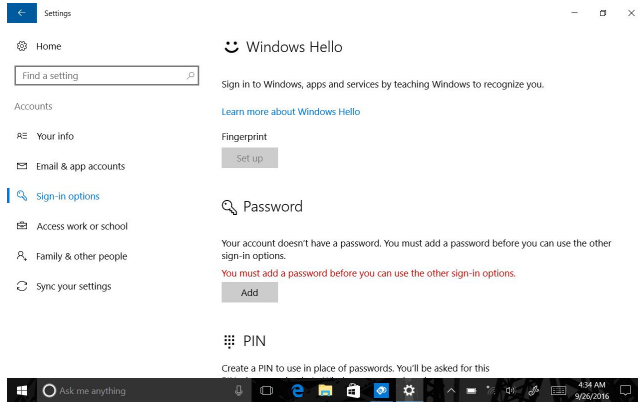 Settings
Home
Find a setting
Accounts
Your info
Email & app accounts
Sign-in options
Access work or school
Family & other people
Sync your settings
Windows Hello
Sign in to Windows, apps and services by teaching Windows to recognize you.
Learn more about Windows Hello
Fingerprint
Set up
Password
Your account doesn't have a password. You must add a password before you can use the other
sign-in options.
You must add a password before you can use the other sign-in options.
Add
PIN
Create a PIN to use in place of passwords. You'll be asked for this
Ask me anything
4:34 AM
9/26/2016